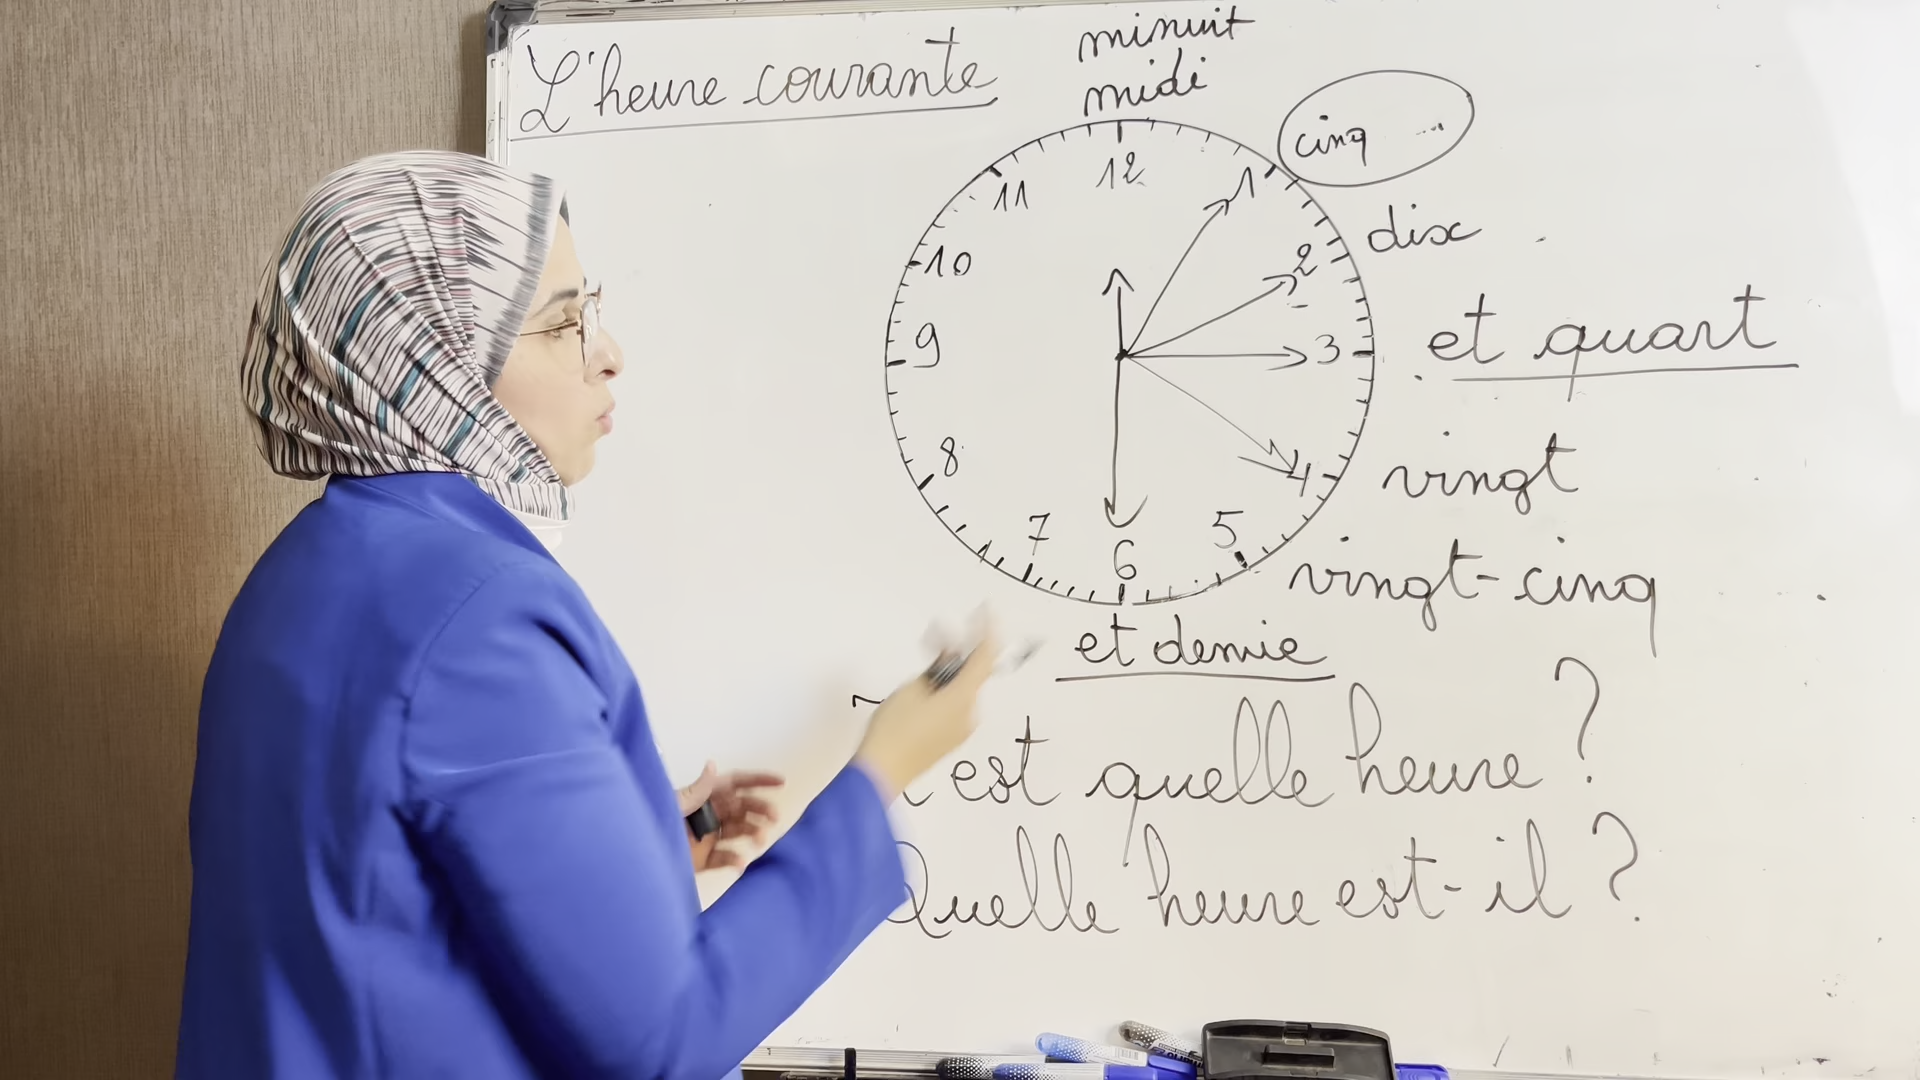 L'heure courante
minuit
midi
cinq ...
12
11
1
dix
10
2
et quart
9
3
8
4
vingt
7
5
6
vingt-cinq
et demie
est quelle heure ?
Quelle heure est-il ?